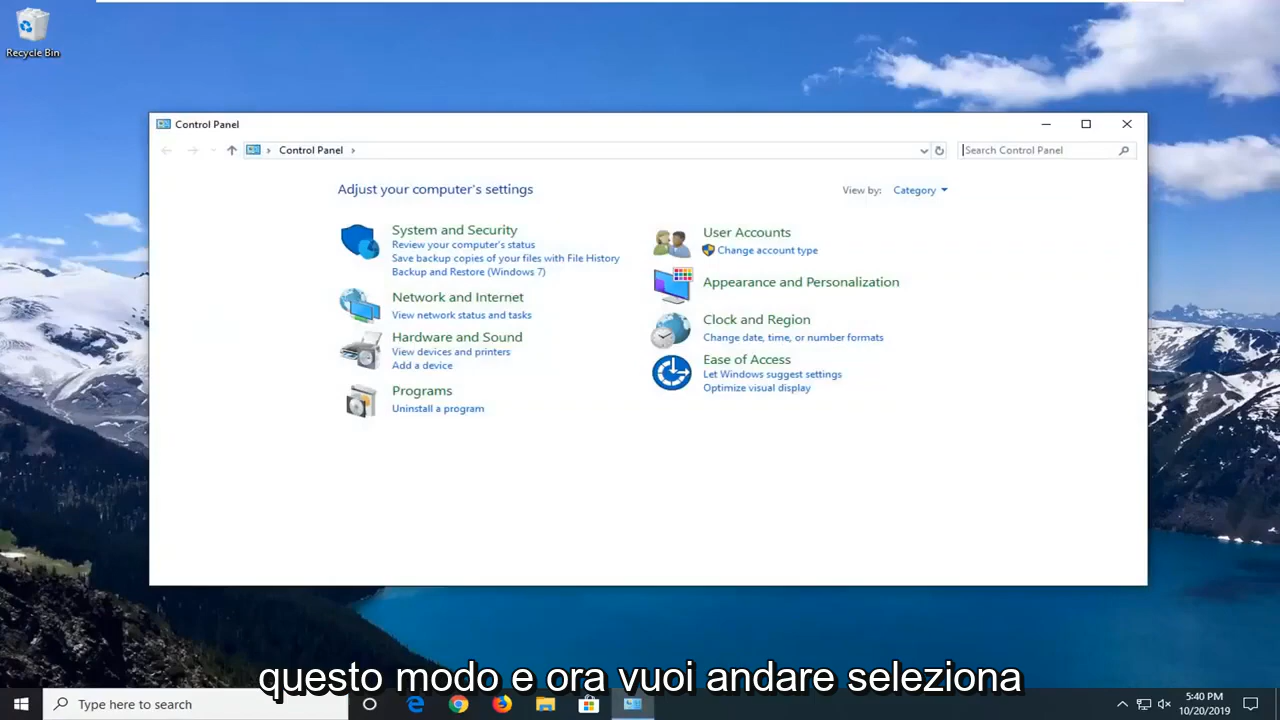 Recycle Bin
Control Panel
Control Panel
Search Control Panel
Adjust your computer's settings
View by: Category
System and Security
Review your computer's status
Save backup copies of your files with File History
Backup and Restore (Windows 7)
Network and Internet
View network status and tasks
Hardware and Sound
View devices and printers
Add a device
Programs
Uninstall a program
User Accounts
Change account type
Appearance and Personalization
Clock and Region
Change date, time, or number formats
Ease of Access
Let Windows suggest settings
Optimize visual display
questo modo e ora vuoi andare seleziona
Type here to search
5:40 PM
10/20/2019